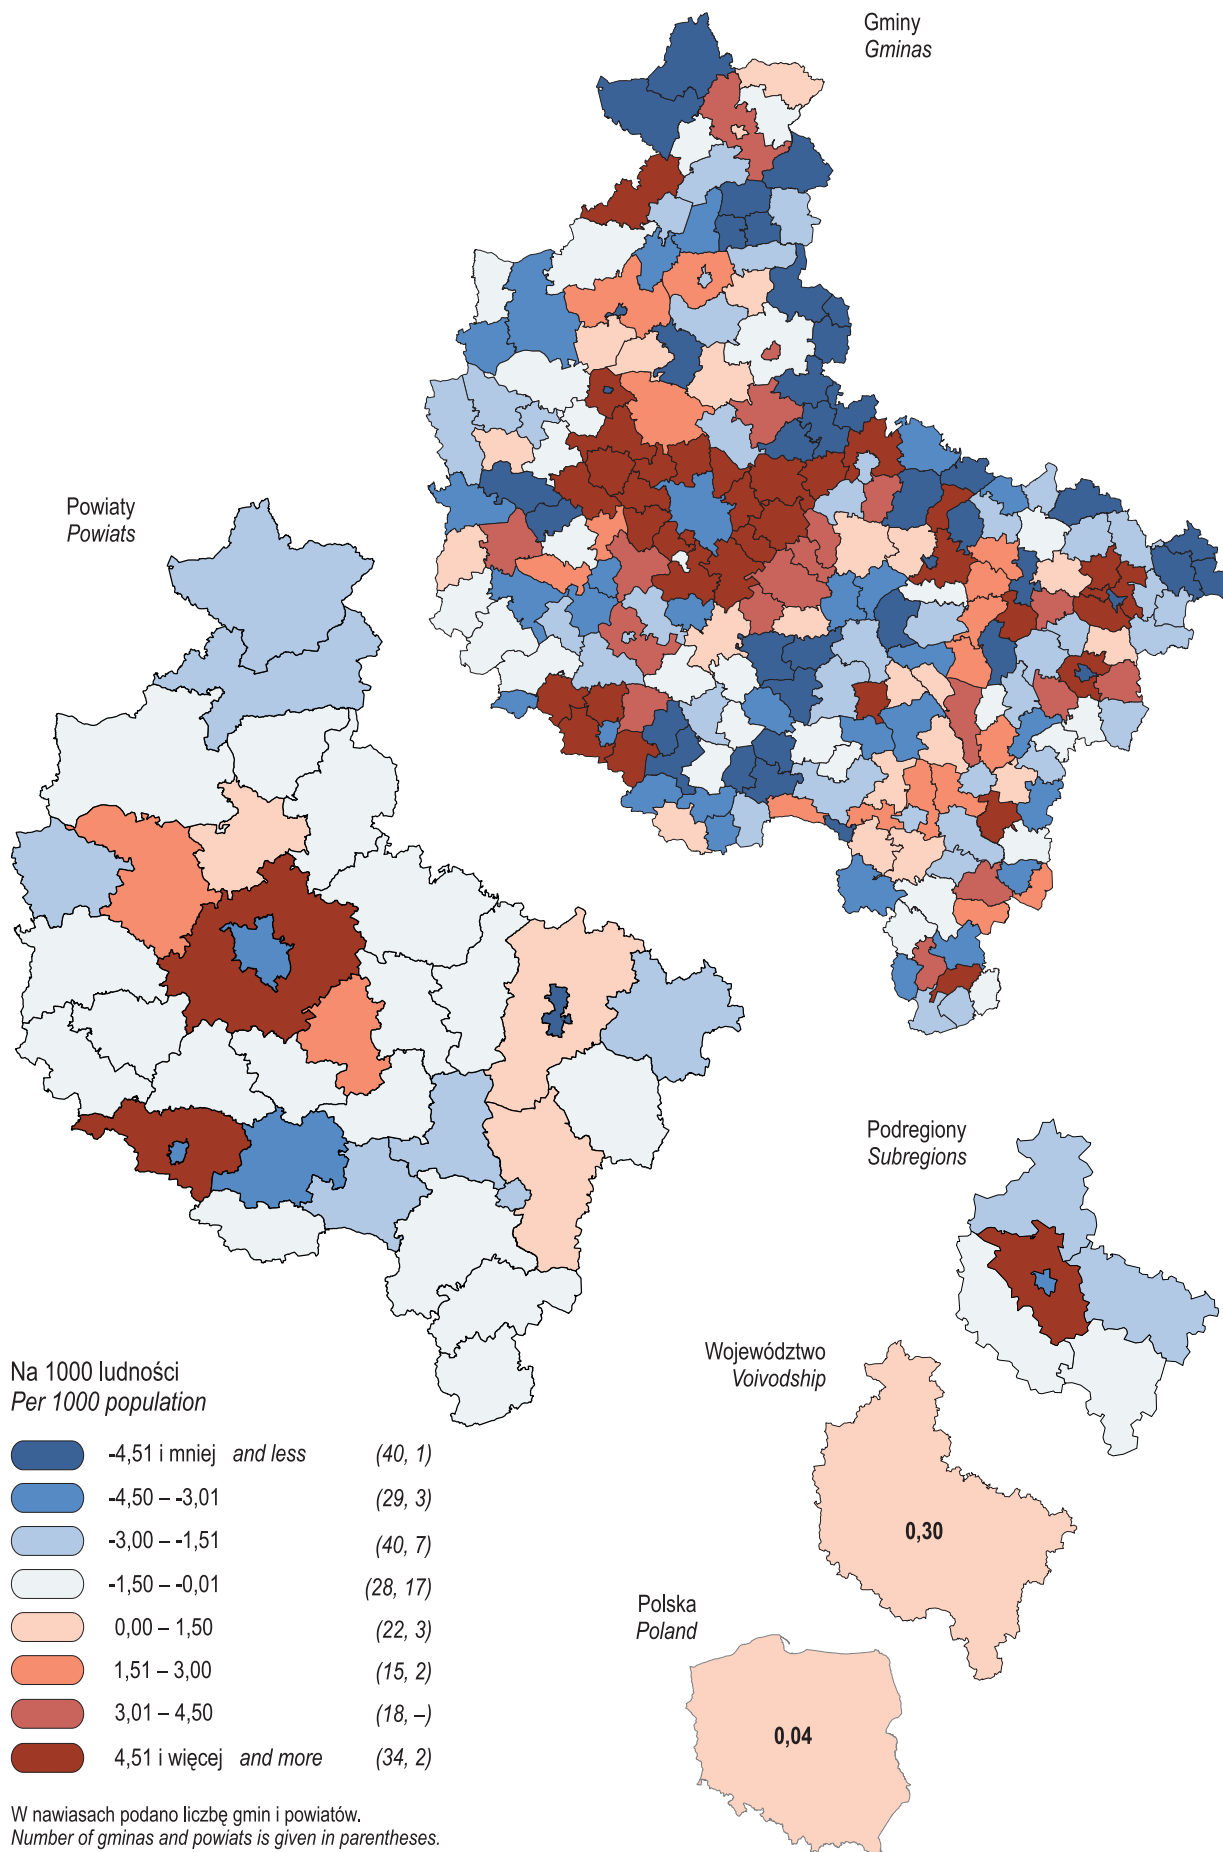 Gminy
Gminas
Powiaty
Powiats
Podregiony
Subregions
Województwo
Voivodship
0,30
Polska
Poland
0,04
Na 1000 ludności
Per 1000 population
-4,51 i mniej and less (40, 1)
-4,50 – -3,01 (29, 3)
-3,00 – -1,51 (40, 7)
-1,50 – -0,01 (28, 17)
0,00 – 1,50 (22, 3)
1,51 – 3,00 (15, 2)
3,01 – 4,50 (18, –)
4,51 i więcej and more (34, 2)
W nawiasach podano liczbę gmin i powiatów.
Number of gminas and powiats is given in parentheses.